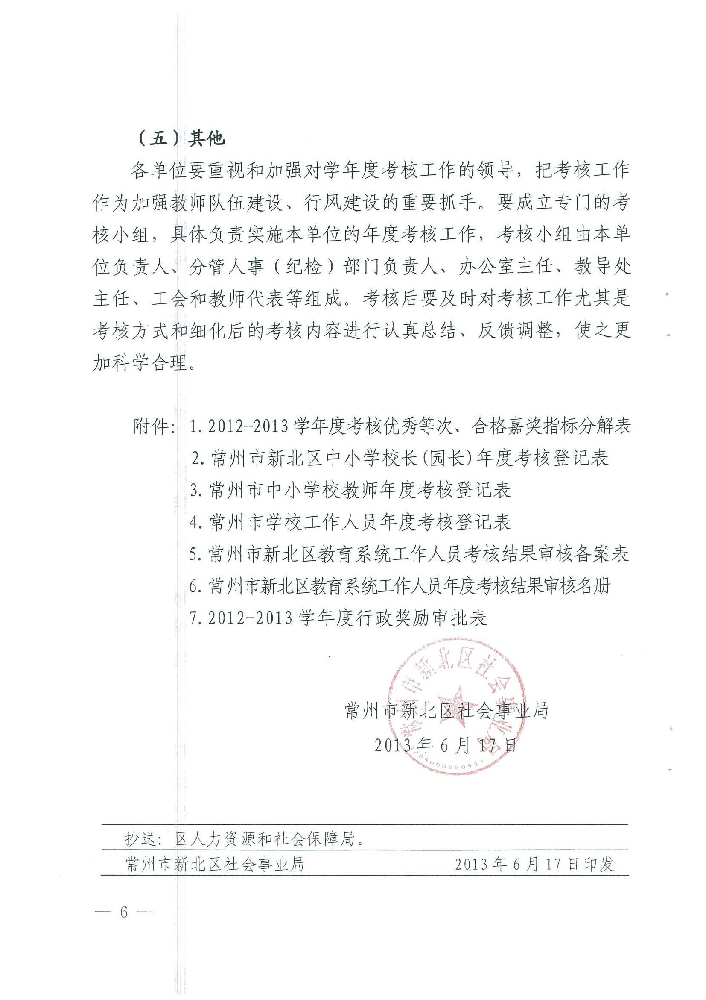 （五）其他
各单位要重视和加强对学年度考核工作的领导，把考核工作
作为加强教师队伍建设、行风建设的重要抓手。要成立专门的考
核小组，具体负责实施本单位的年度考核工作，考核小组由本单
位负责人、分管人事（纪检）部门负责人、办公室主任、教导处
主任、工会和教师代表等组成。考核后要及时对考核工作尤其是
考核方式和细化后的考核内容进行认真总结、反馈调整，使之更
加科学合理。
附件：1. 2012-2013 学年度考核优秀等次、合格嘉奖指标分解表
2. 常州市新北区中小学校长(园长)年度考核登记表
3. 常州市中小学校教师年度考核登记表
4. 常州市学校工作人员年度考核登记表
5. 常州市新北区教育系统工作人员考核结果审核备案表
6. 常州市新北区教育系统工作人员年度考核结果审核名册
7. 2012-2013 学年度行政奖励审批表
常州市新北区社会事业局
常州市新北区社会事业局
2013 年 6 月 17 日
抄送：区人力资源和社会保障局。
常州市新北区社会事业局 2013 年 6 月 17 日印发
— 6 —